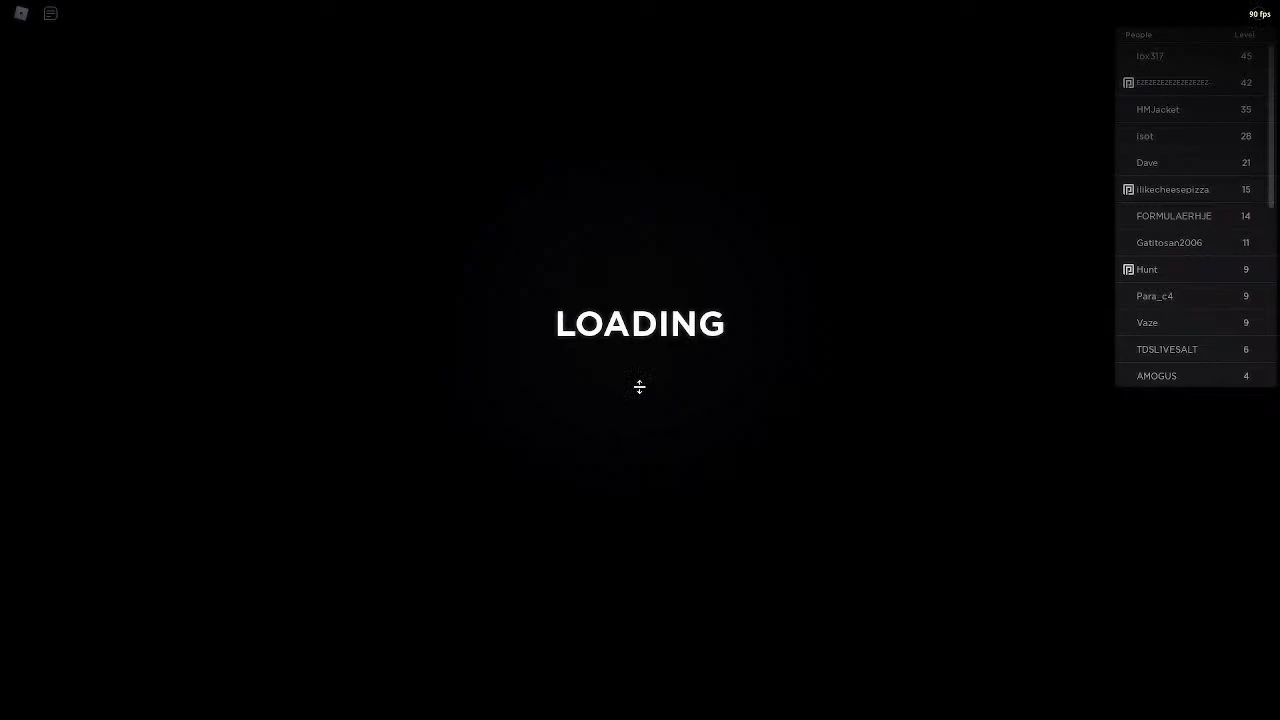 90 fps
People Level
lox317 45
EZEZEZEZEZEZEZEZEZ 42
HMJacket 35
isot 28
Dave 21
ilikecheesepizza 15
FORMULAERHJE 14
Gatitosan2006 11
Hunt 9
Para_c4 9
Vaze 9
TDSL1VESALT 6
AMOGUS 4
LOADING